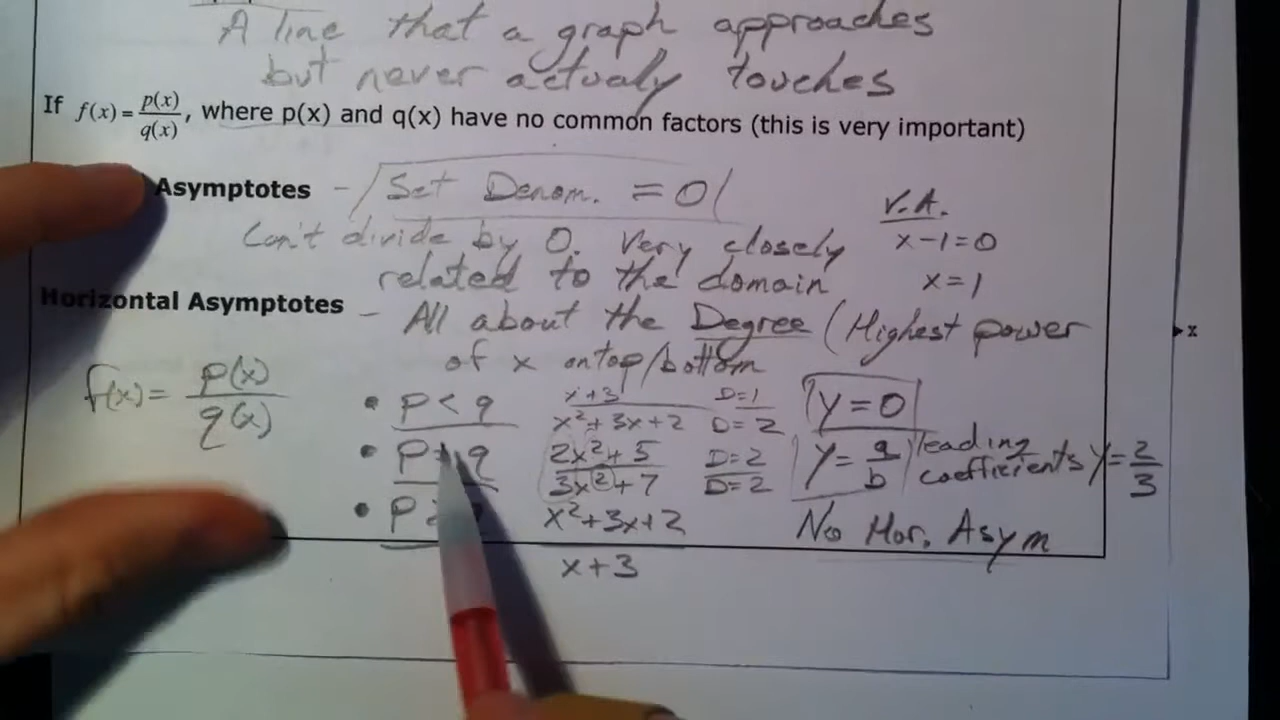 A line that a graph approaches
but never actualy touches
If f(x) = p(x)/q(x), where p(x) and q(x) have no common factors (this is very important)
Asymptotes - Set Denom. = 0
V.A.
Can't divide by 0. Very closely
x-1=0
related to the domain
x=1
Horizontal Asymptotes - All about the Degree (Highest power
of x on top/bottom
x
f(x) = p(x)/q(x)
• P < q x+3/x²+3x+2 D=1/D=2 y=0
• P = q 2x²+5/3x²+7 D=2/D=2 y=a/b leading coefficients y=2/3
• P x²+3x+2/x+3 No Hor. Asym